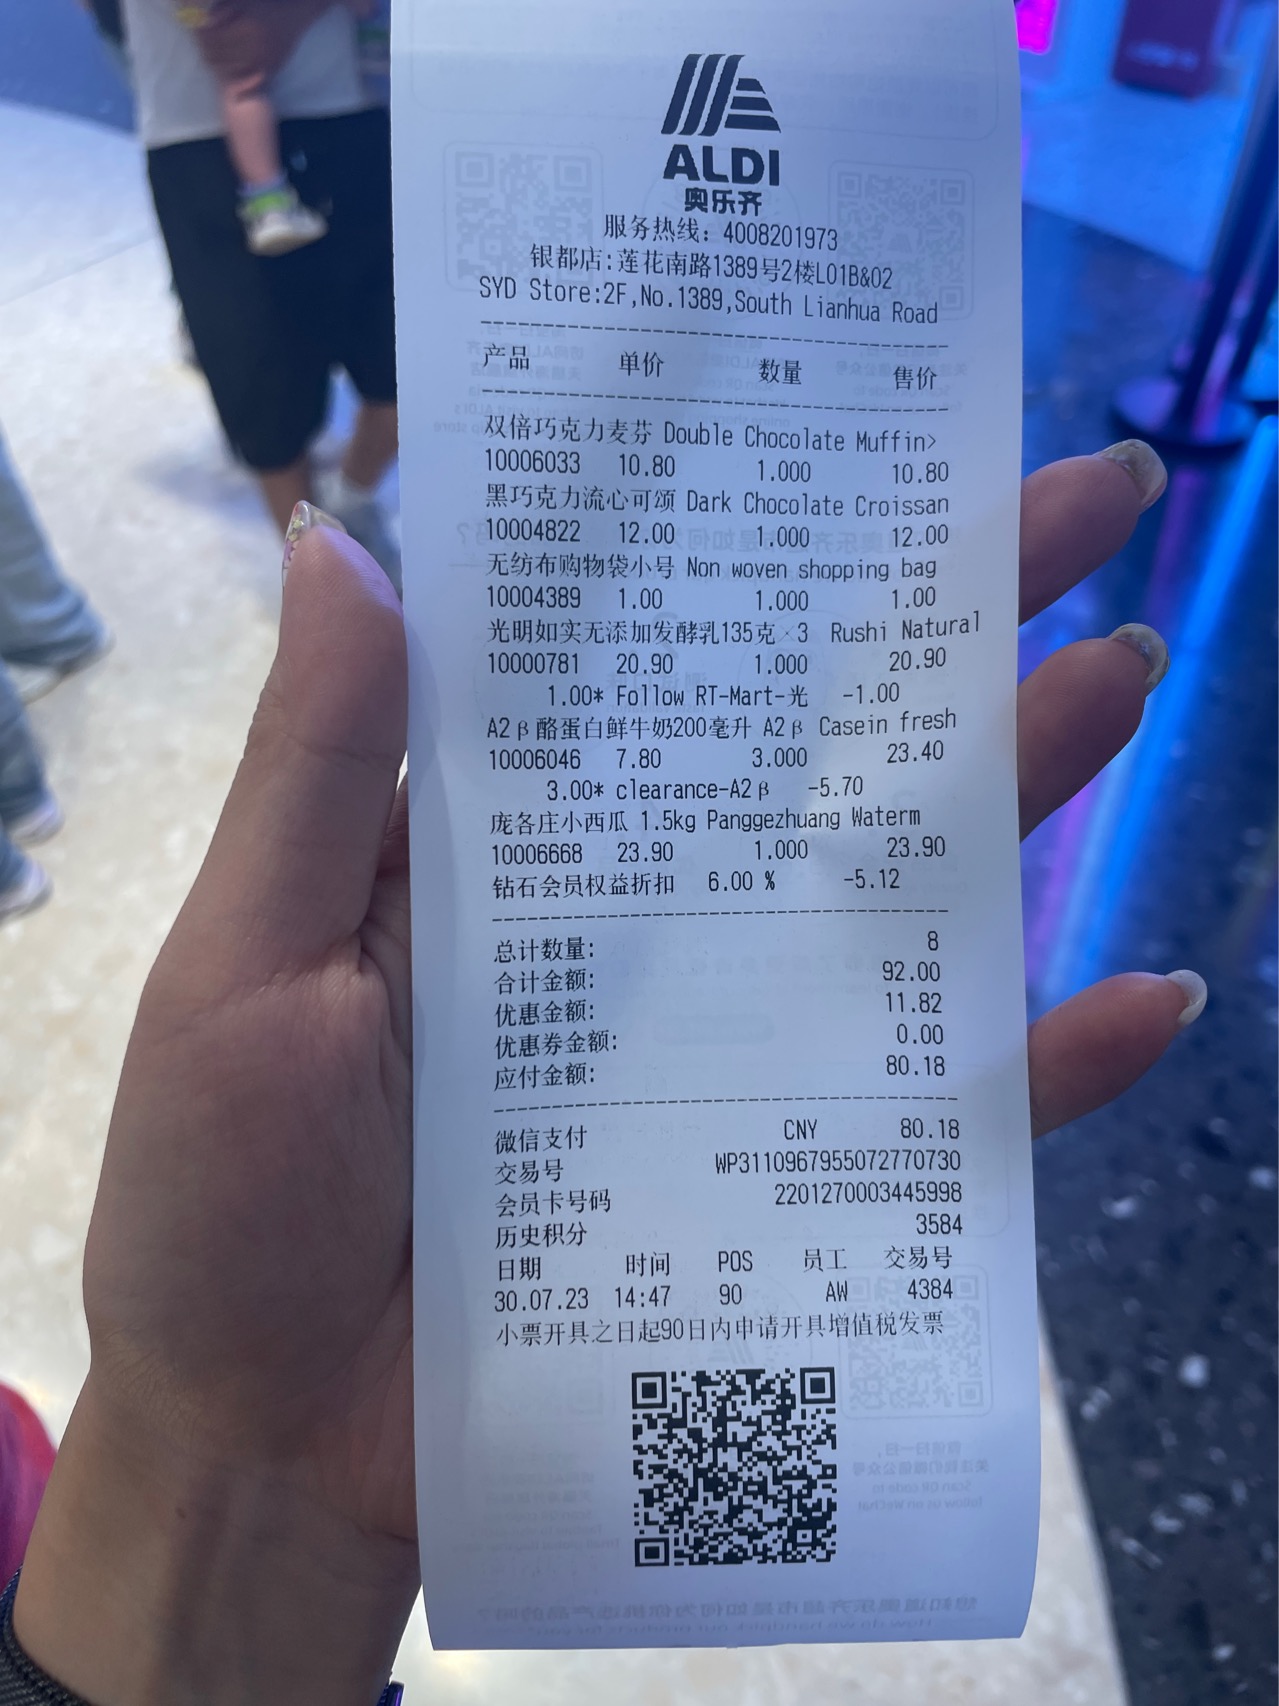 ALDI
奥乐齐
服务热线: 4008201973
银都店:莲花南路1389号2楼L01B&02
SYD Store:2F,No.1389,South Lianhua Road
产品 单价 数量 售价
双倍巧克力麦芬 Double Chocolate Muffin>
10006033 10.80 1.000 10.80
黑巧克力流心可颂 Dark Chocolate Croissan
10004822 12.00 1.000 12.00
无纺布购物袋小号 Non woven shopping bag
10004389 1.00 1.000 1.00
光明如实无添加发酵乳135克×3 Rushi Natural
10000781 20.90 1.000 20.90
1.00* Follow RT-Mart-光 -1.00
A2β酪蛋白鲜牛奶200毫升 A2β Casein fresh
10006046 7.80 3.000 23.40
3.00* clearance-A2β -5.70
庞各庄小西瓜 1.5kg Panggezhuang Waterm
10006668 23.90 1.000 23.90
钻石会员权益折扣 6.00 % -5.12
总计数量: 8
合计金额: 92.00
优惠金额: 11.82
优惠券金额: 0.00
应付金额: 80.18
微信支付 CNY 80.18
交易号 WP3110967955072770730
会员卡号码 2201270003445998
历史积分 3584
日期 时间 POS 员工 交易号
30.07.23 14:47 90 AW 4384
小票开具之日起90日内申请开具增值税发票